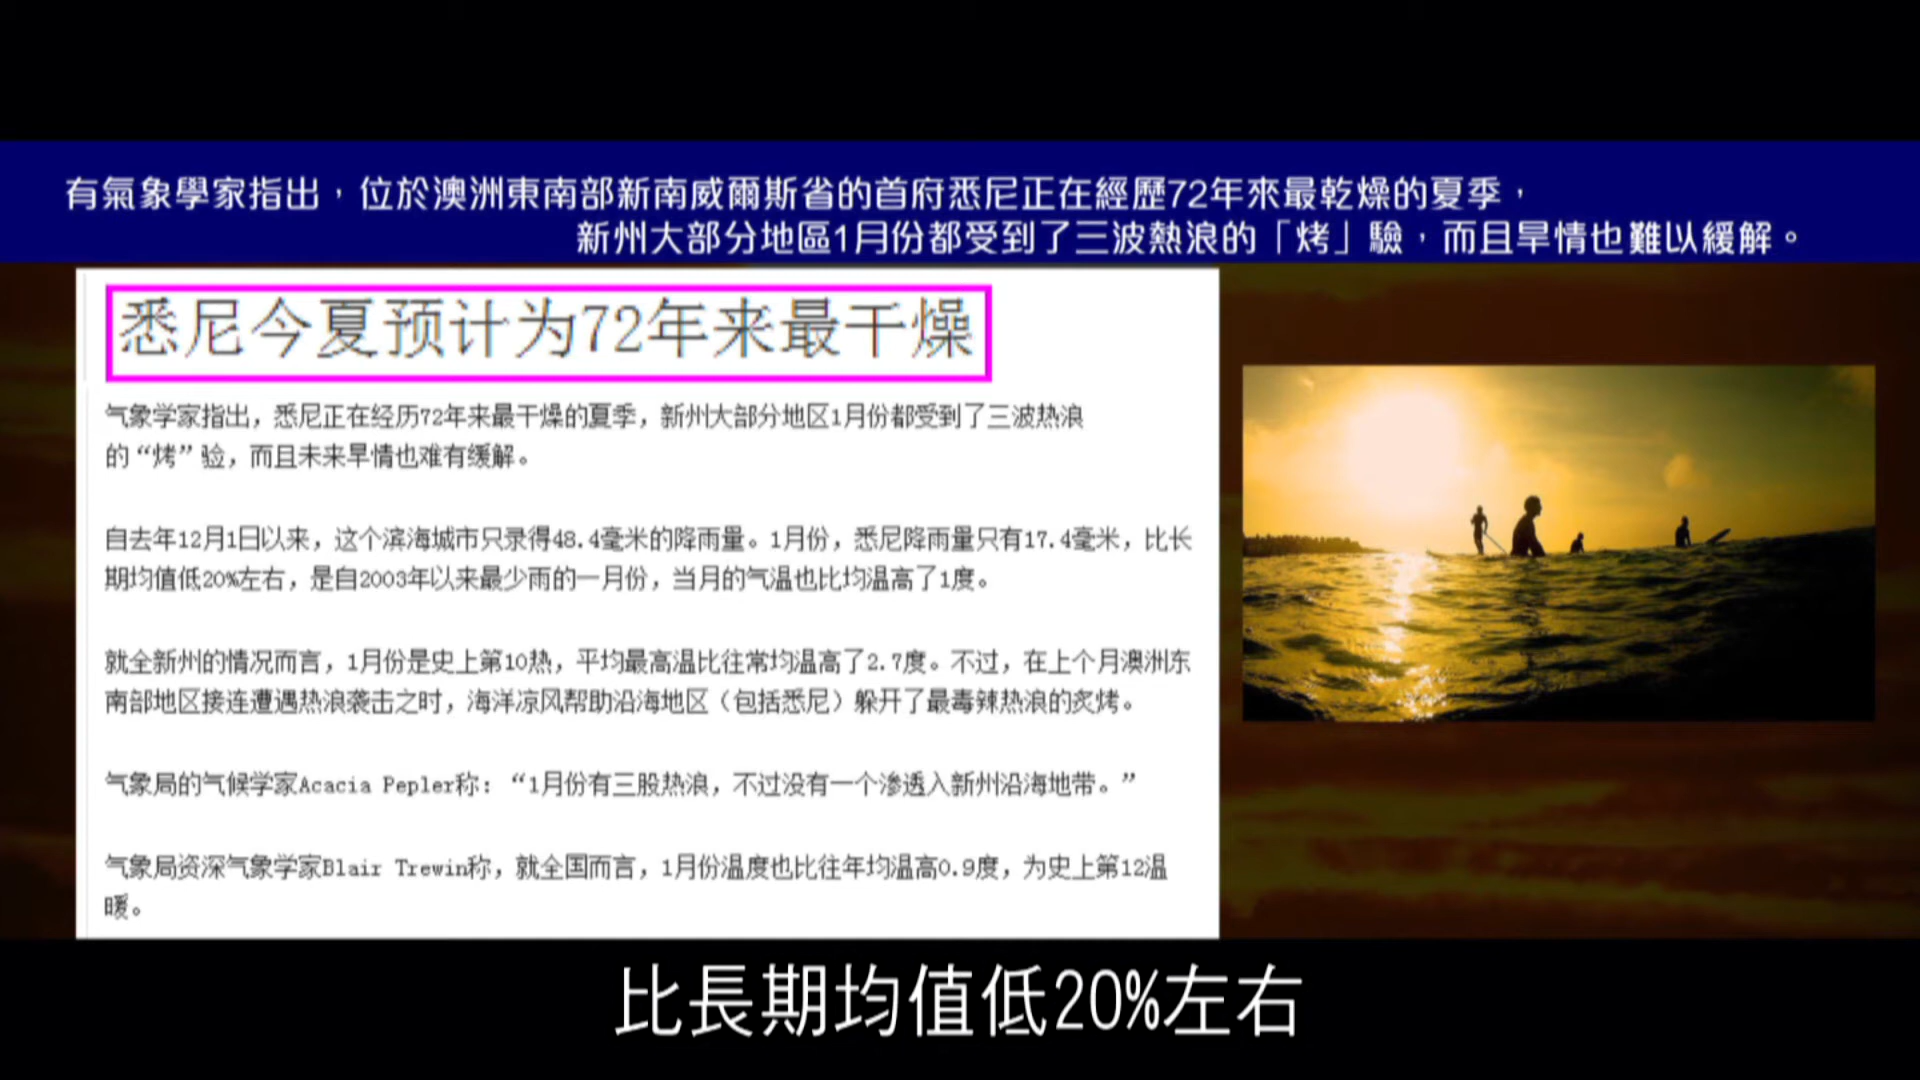 有氣象學家指出，位於澳洲東南部新南威爾斯省的首府悉尼正在經歷72年來最乾燥的夏季，
新州大部分地區1月份都受到了三波熱浪的「烤」驗，而且旱情也難以緩解。
悉尼今夏预计为72年来最干燥
气象学家指出，悉尼正在经历72年来最干燥的夏季，新州大部分地区1月份都受到了三波热浪
的“烤”验，而且未来旱情也难有缓解。
自去年12月1日以来，这个滨海城市只录得48.4毫米的降雨量。1月份，悉尼降雨量只有17.4毫米，比长
期均值低20%左右，是自2003年以来最少雨的一月份，当月的气温也比均温高了1度。
就全新州的情况而言，1月份是史上第10热，平均最高温比往常均温高了2.7度。不过，在上个月澳洲东
南部地区接连遭遇热浪袭击之时，海洋凉风帮助沿海地区（包括悉尼）躲开了最毒辣热浪的炙烤。
气象局的气候学家Acacia Pepler称：“1月份有三股热浪，不过没有一个渗透入新州沿海地带。”
气象局资深气象学家Blair Trewin称，就全国而言，1月份温度也比往年均温高0.9度，为史上第12温
暖。
比長期均值低20%左右